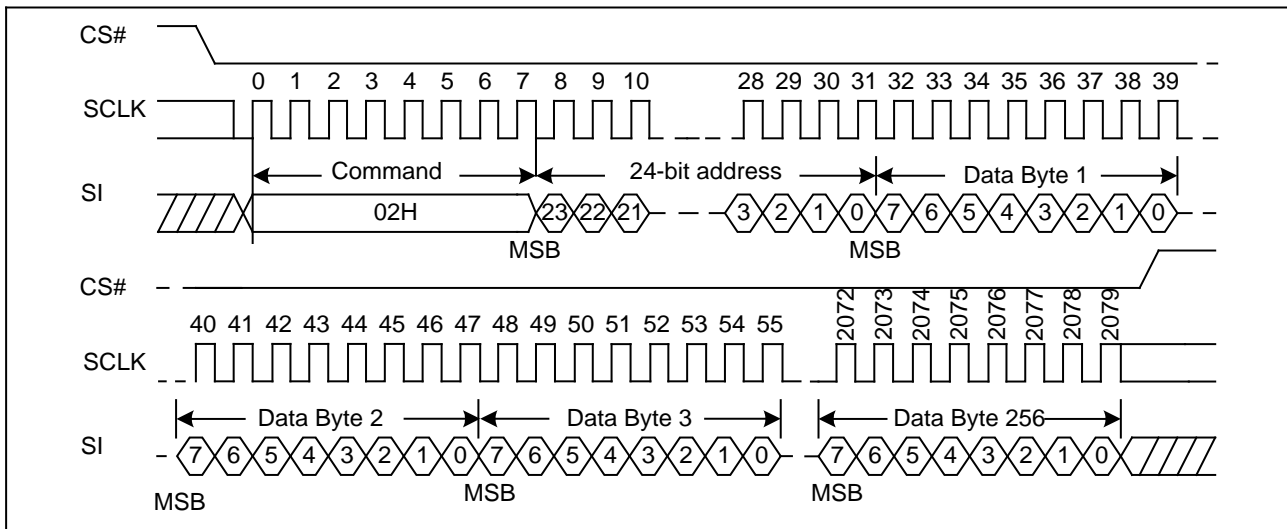 CS#
0 1 2 3 4 5 6 7 8 9 10 28 29 30 31 32 33 34 35 36 37 38 39
SCLK
Command 24-bit address Data Byte 1
SI
02H 23 22 21 3 2 1 0 7 6 5 4 3 2 1 0
MSB MSB
CS#
40 41 42 43 44 45 46 47 48 49 50 51 52 53 54 55 2072 2073 2074 2075 2076 2077 2078 2079
SCLK
Data Byte 2 Data Byte 3 Data Byte 256
SI
7 6 5 4 3 2 1 0 7 6 5 4 3 2 1 0 7 6 5 4 3 2 1 0
MSB MSB MSB